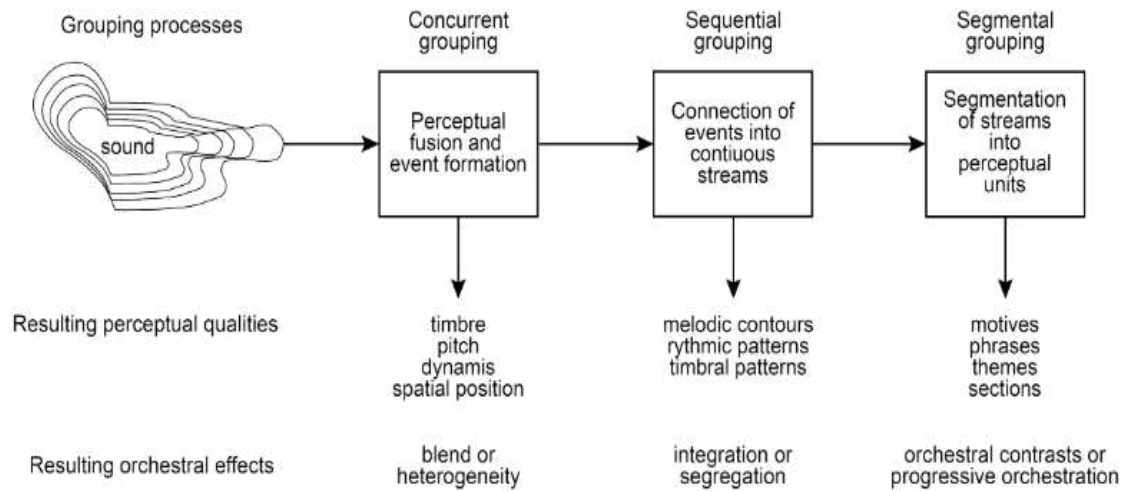 Grouping processes
Concurrent
grouping
Sequential
grouping
Segmental
grouping
sound
Perceptual
fusion and
event formation
Connection of
events into
contiuous
streams
Segmentation
of streams
into
perceptual
units
Resulting perceptual qualities
timbre
pitch
dynamis
spatial position
melodic contours
rythmic patterns
timbral patterns
motives
phrases
themes
sections
Resulting orchestral effects
blend or
heterogeneity
integration or
segregation
orchestral contrasts or
progressive orchestration